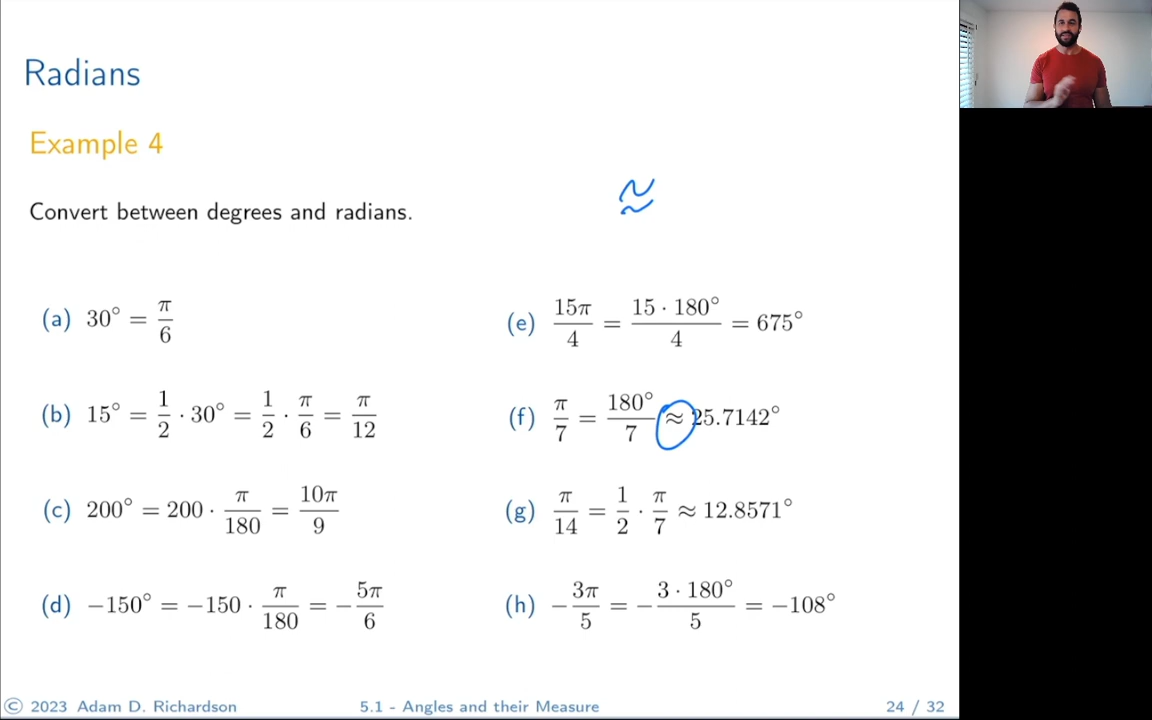 Radians
Example 4
≈
Convert between degrees and radians.
(a) 30° = π/6
(b) 15° = 1/2 · 30° = 1/2 · π/6 = π/12
(c) 200° = 200 · π/180 = 10π/9
(d) −150° = −150 · π/180 = −5π/6
(e) 15π/4 = 15 · 180°/4 = 675°
(f) π/7 = 180°/7 ≈ 25.7142°
(g) π/14 = 1/2 · π/7 ≈ 12.8571°
(h) −3π/5 = −3 · 180°/5 = −108°
© 2023 Adam D. Richardson 5.1 - Angles and their Measure 24 / 32